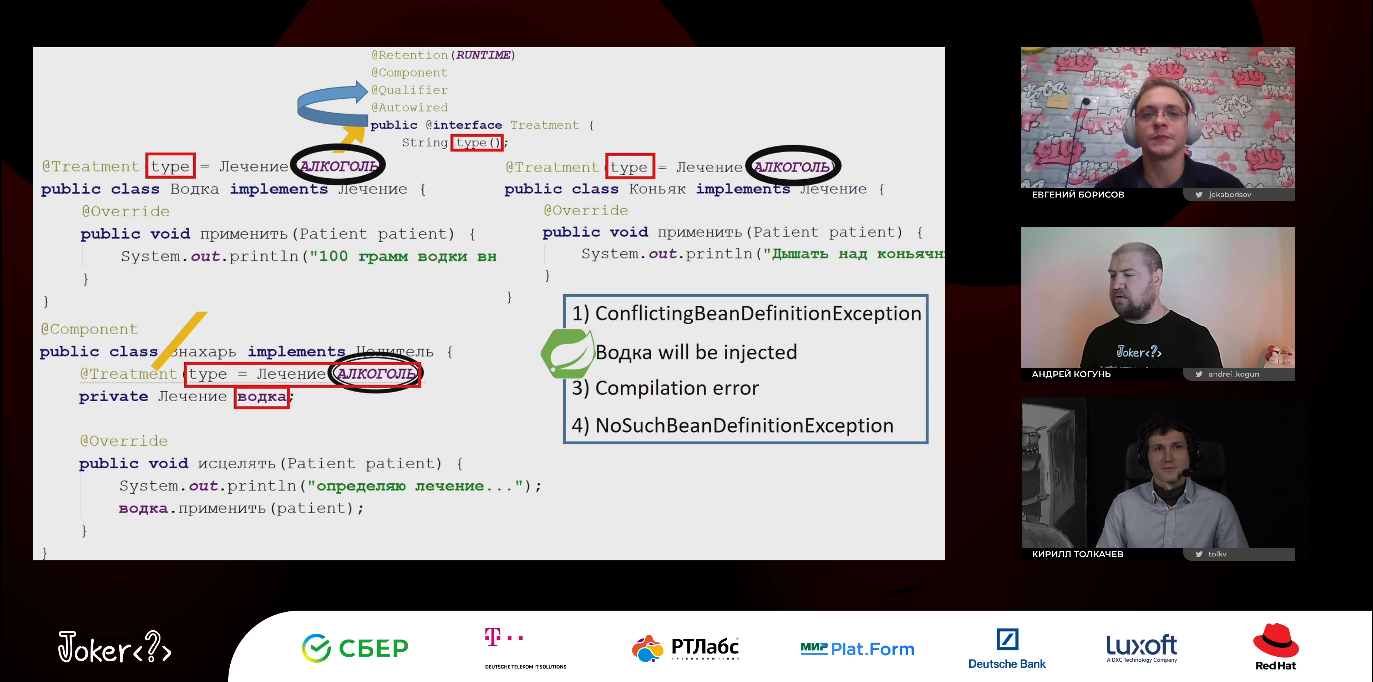 @Retention(RUNTIME)
@Component
@Qualifier
@Autowired
public @interface Treatment {
String type();
@Treatment(type = Лечение.АЛКОГОЛЬ)
public class Водка implements Лечение {
@Override
public void применить(Patient patient) {
System.out.println("100 грамм водки вн
}
}
@Treatment(type = Лечение.АЛКОГОЛЬ)
public class Коньяк implements Лечение {
@Override
public void применить(Patient patient) {
System.out.println("Дышать над коньячн
}
}
@Component
public class Знахарь implements Целитель {
@Treatment(type = Лечение.АЛКОГОЛЬ)
private Лечение водка;
@Override
public void исцелять(Patient patient) {
System.out.println("определяю лечение...");
водка.применить(patient);
}
}
1) ConflictingBeanDefinitionException
Водка will be injected
3) Compilation error
4) NoSuchBeanDefinitionException
ЕВГЕНИЙ БОРИСОВ
jekaborisov
Joker<?>
АНДРЕЙ КОГУНЬ
andrei_kogun
КИРИЛЛ ТОЛКАЧЕВ
tolkv
Joker<?>
СБЕР
T
DEUTSCHE TELEKOM IT SOLUTIONS
РТЛабс
ГРУППА КОМПАНИЙ
МИР Plat.Form
Deutsche Bank
Luxoft
A DXC Technology Company
Red Hat